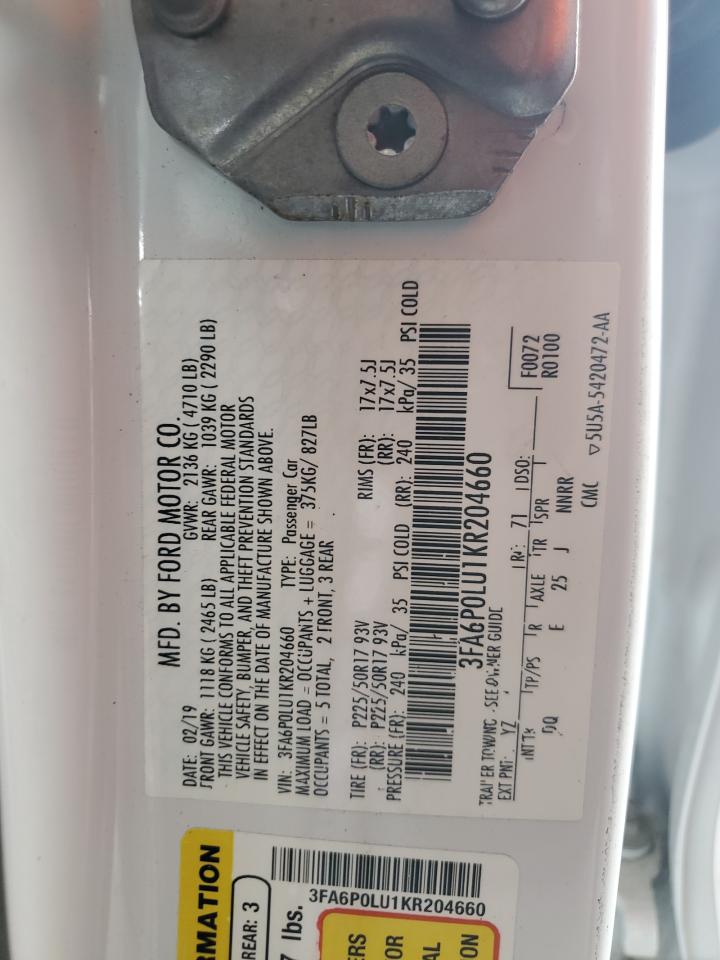 MFD. BY FORD MOTOR CO.
DATE: 02/19 GVWR: 2136 KG ( 4710 LB)
FRONT GAWR: 1118 KG ( 2465 LB) REAR GAWR: 1039 KG ( 2290 LB)
THIS VEHICLE CONFORMS TO ALL APPLICABLE FEDERAL MOTOR
VEHICLE SAFETY, BUMPER, AND THEFT PREVENTION STANDARDS
IN EFFECT ON THE DATE OF MANUFACTURE SHOWN ABOVE.
VIN: 3FA6P0LU1KR204660 TYPE: Passenger Car
MAXIMUM LOAD = OCCUPANTS + LUGGAGE = 375KG/ 827LB
OCCUPANTS = 5 TOTAL, 2 FRONT, 3 REAR
TIRE (FR): P225/50R17 93V RIMS (FR): 17x7.5J
(RR): P225/50R17 93V (RR): 17x7.5J
PRESSURE (FR): 240 kPa/ 35 PSI COLD (RR): 240 kPa/ 35 PSI COLD
3FA6P0LU1KR204660
TRAILER TOWING - SEE OWNER GUIDE
EXT PNT: YZ RC: 71 DSO:
INT TR TP/PS R AXLE TR SPR
DQ E 25 J NNRR
F0072
R0100
CMC ▽5U5A-5420472-AA
3FA6P0LU1KR204660
RMATION
REAR: 3
7 lbs.
ERS
OR
AL
ON